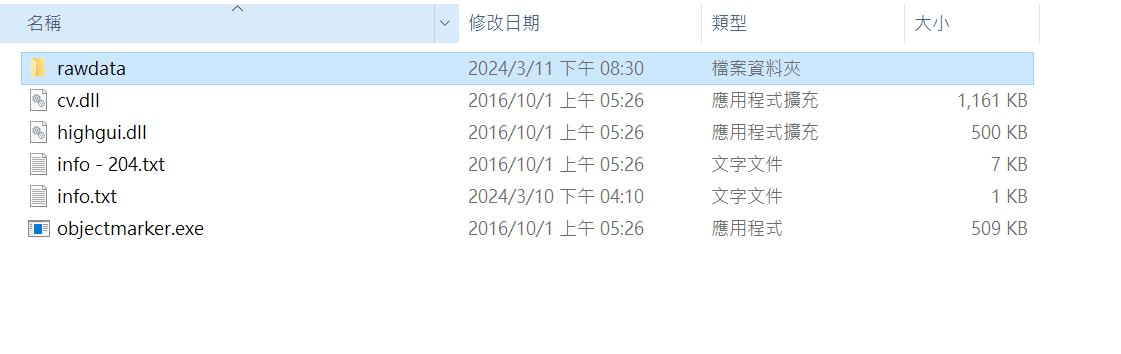 名稱 修改日期 類型 大小
rawdata 2024/3/11 下午 08:30 檔案資料夾
cv.dll 2016/10/1 上午 05:26 應用程式擴充 1,161 KB
highgui.dll 2016/10/1 上午 05:26 應用程式擴充 500 KB
info - 204.txt 2016/10/1 上午 05:26 文字文件 7 KB
info.txt 2024/3/10 下午 04:10 文字文件 1 KB
objectmarker.exe 2016/10/1 上午 05:26 應用程式 509 KB